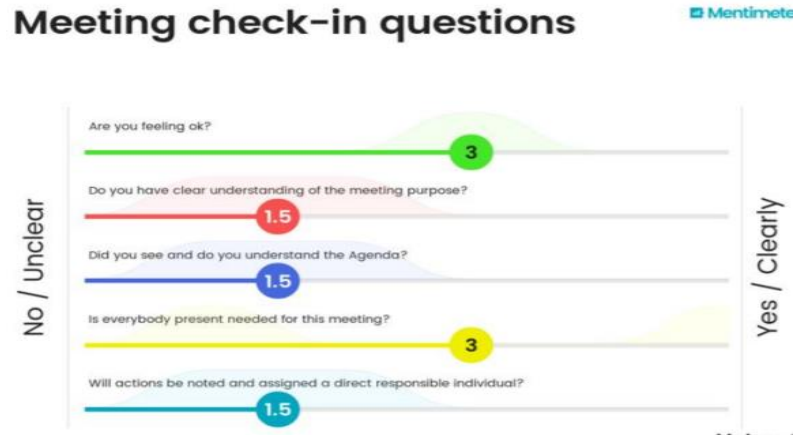 Meeting check-in questions
Mentimete
Are you feeling ok?
3
Do you have clear understanding of the meeting purpose?
1.5
Did you see and do you understand the Agenda?
1.5
Is everybody present needed for this meeting?
3
Will actions be noted and assigned a direct responsible individual?
1.5
No / Unclear
Yes / Clearly